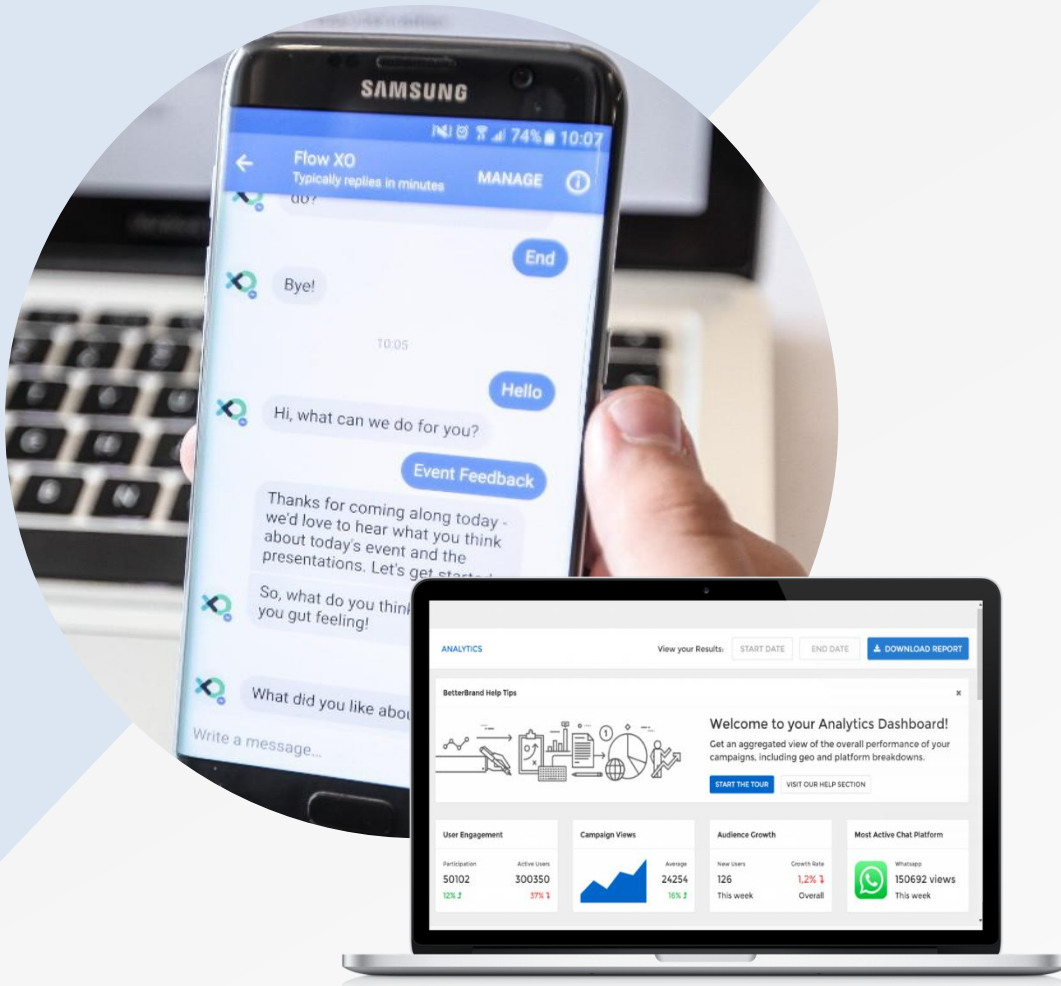 SAMSUNG
74% 10:07
Flow XO
Typically replies in minutes
MANAGE
do?
End
Bye!
10:05
Hello
Hi, what can we do for you?
Event Feedback
Thanks for coming along today -
we'd love to hear what you think
about today's event and the
presentations. Let's get started
So, what do you think
you gut feeling!
What did you like abou
Write a message...
ANALYTICS
View your Results:
START DATE
END DATE
DOWNLOAD REPORT
BetterBrand Help Tips
x
Welcome to your Analytics Dashboard!
Get an aggregated view of the overall performance of your
campaigns, including geo and platform breakdowns.
START THE TOUR
VISIT OUR HELP SECTION
User Engagement
Participation
Active Users
50102
300350
12%
37%
Campaign Views
Average
24254
16%
Audience Growth
New Users
Growth Rate
126
1,2%
This week
Overall
Most Active Chat Platform
Whatsapp
150692 views
This week